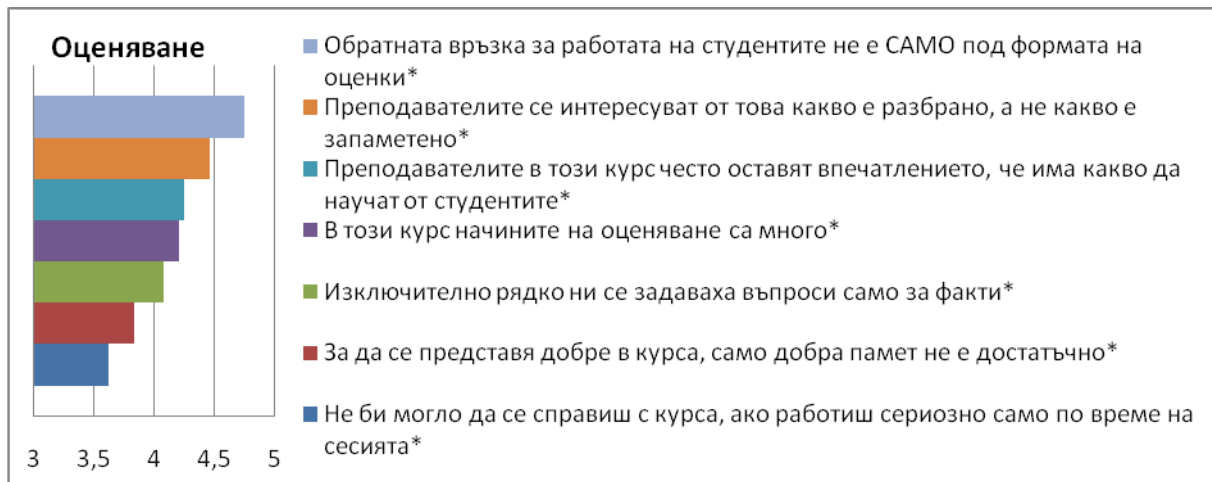 Оценяване
Обратната връзка за работата на студентите не е САМО под формата на
оценки*
Преподавателите се интересуват от това какво е разбрано, а не какво е
запаметено*
Преподавателите в този курс често оставят впечатлението, че има какво да
научат от студентите*
В този курс начините на оценяване са много*
Изключително рядко ни се задаваха въпроси само за факти*
За да се представя добре в курса, само добра памет не е достатъчно*
Не би могло да се справиш с курса, ако работиш сериозно само по време на
сесията*
3 3,5 4 4,5 5